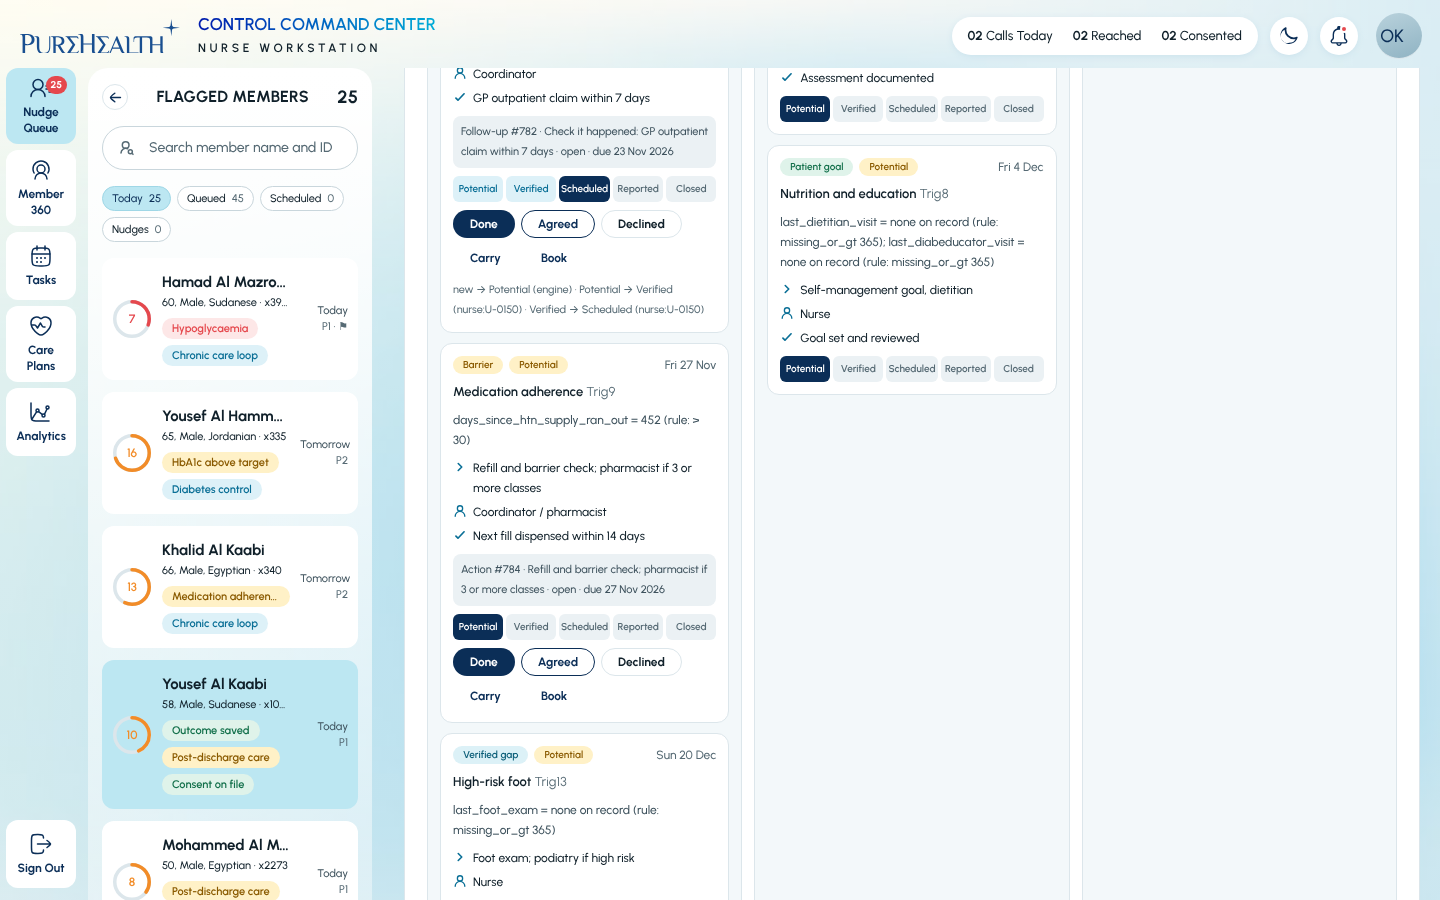 PUREHEALTH
CONTROL COMMAND CENTER
NURSE WORKSTATION
02 Calls Today
02 Reached
02 Consented
OK
25
Nudge
Queue
Member
360
Tasks
Care
Plans
Analytics
Sign Out
FLAGGED MEMBERS
25
Search member name and ID
Today 25
Queued 45
Scheduled 0
Nudges 0
7
Hamad Al Mazro...
60, Male, Sudanese · x39...
Hypoglycaemia
Chronic care loop
Today
P1 · ⚑
16
Yousef Al Hamm...
65, Male, Jordanian · x335
HbA1c above target
Diabetes control
Tomorrow
P2
13
Khalid Al Kaabi
66, Male, Egyptian · x340
Medication adheren...
Chronic care loop
Tomorrow
P2
10
Yousef Al Kaabi
58, Male, Sudanese · x10...
Outcome saved
Post-discharge care
Consent on file
Today
P1
8
Mohammed Al M...
50, Male, Egyptian · x2273
Post-discharge care
Today
P1
Coordinator
GP outpatient claim within 7 days
Follow-up #782 · Check it happened: GP outpatient
claim within 7 days · open · due 23 Nov 2026
Potential Verified Scheduled Reported Closed
Done Agreed Declined
Carry Book
new → Potential (engine) · Potential → Verified
(nurse:U-0150) · Verified → Scheduled (nurse:U-0150)
Barrier Potential Fri 27 Nov
Medication adherence Trig9
days_since_htn_supply_ran_out = 452 (rule: >
30)
Refill and barrier check; pharmacist if 3 or
more classes
Coordinator / pharmacist
Next fill dispensed within 14 days
Action #784 · Refill and barrier check; pharmacist if
3 or more classes · open · due 27 Nov 2026
Potential Verified Scheduled Reported Closed
Done Agreed Declined
Carry Book
Verified gap Potential Sun 20 Dec
High-risk foot Trig13
last_foot_exam = none on record (rule:
missing_or_gt 365)
Foot exam; podiatry if high risk
Nurse
Assessment documented
Potential Verified Scheduled Reported Closed
Patient goal Potential Fri 4 Dec
Nutrition and education Trig8
last_dietitian_visit = none on record (rule:
missing_or_gt 365); last_diabeducator_visit =
none on record (rule: missing_or_gt 365)
Self-management goal, dietitian
Nurse
Goal set and reviewed
Potential Verified Scheduled Reported Closed